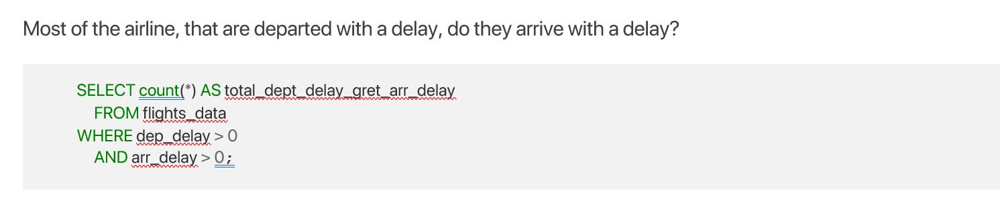 Most of the airline, that are departed with a delay, do they arrive with a delay?
SELECT count(*) AS total_dept_delay_gret_arr_delay
FROM flights_data
WHERE dep_delay > 0
AND arr_delay > 0;